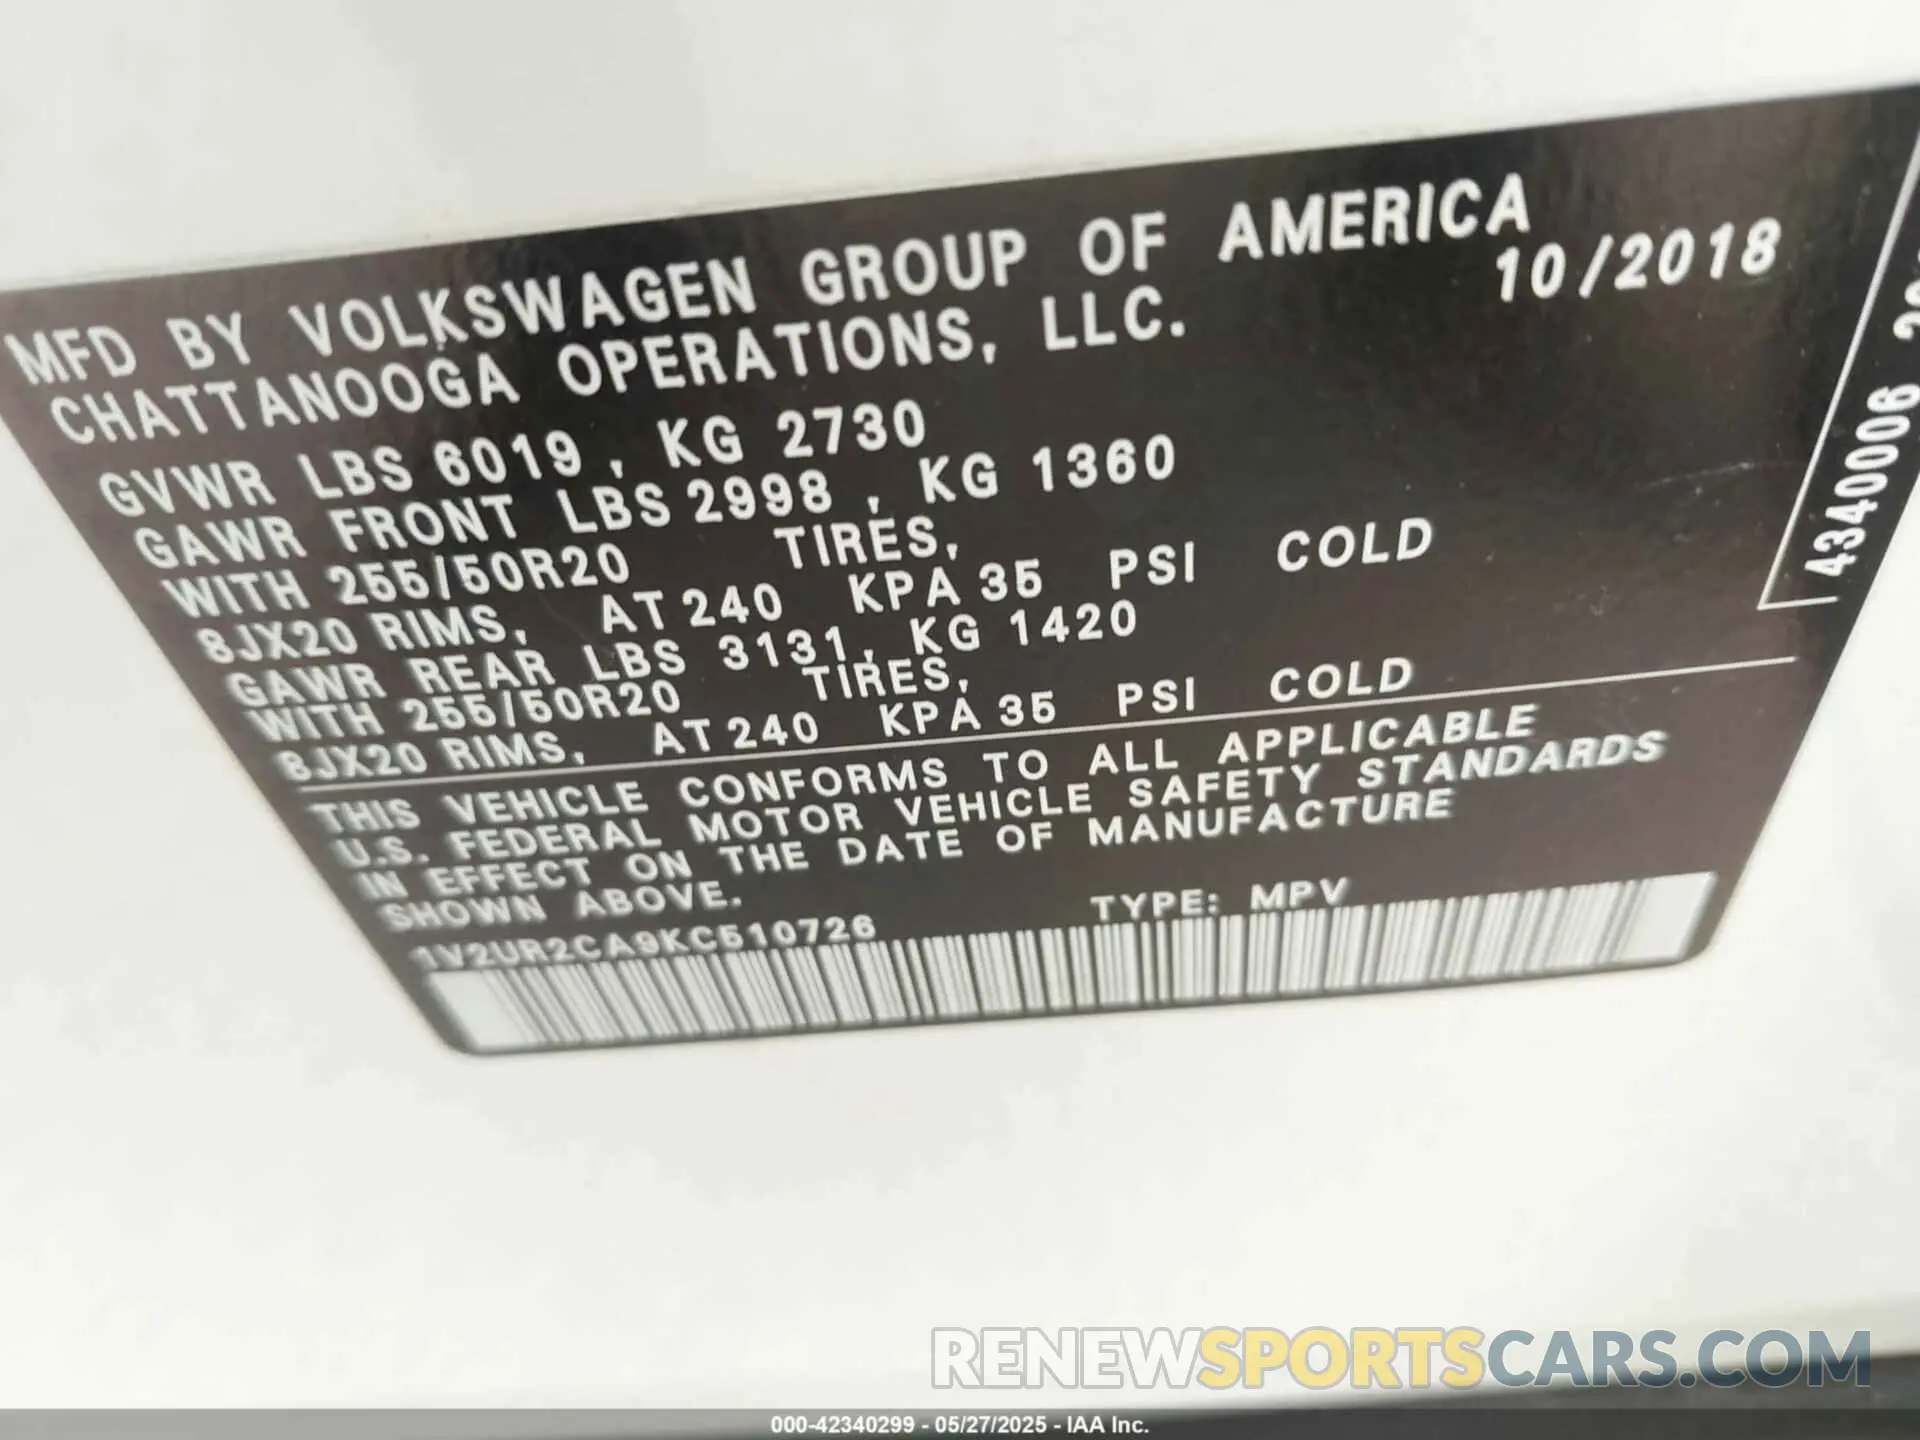 MFD BY VOLKSWAGEN GROUP OF AMERICA
CHATTANOOGA OPERATIONS, LLC.
10/2018
GVWR LBS 6019 , KG 2730
GAWR FRONT LBS 2998 , KG 1360
WITH 255/50R20 TIRES,
8JX20 RIMS, AT 240 KPA 35 PSI COLD
GAWR REAR LBS 3131, KG 1420
WITH 255/50R20 TIRES,
8JX20 RIMS, AT 240 KPA 35 PSI COLD
THIS VEHICLE CONFORMS TO ALL APPLICABLE
U.S. FEDERAL MOTOR VEHICLE SAFETY STANDARDS
IN EFFECT ON THE DATE OF MANUFACTURE
SHOWN ABOVE.
1V2UR2CA9KC510726 TYPE: MPV
4340006
RENEWSPORTSCARS.COM
000-42340299 - 05/27/2025 - IAA Inc.